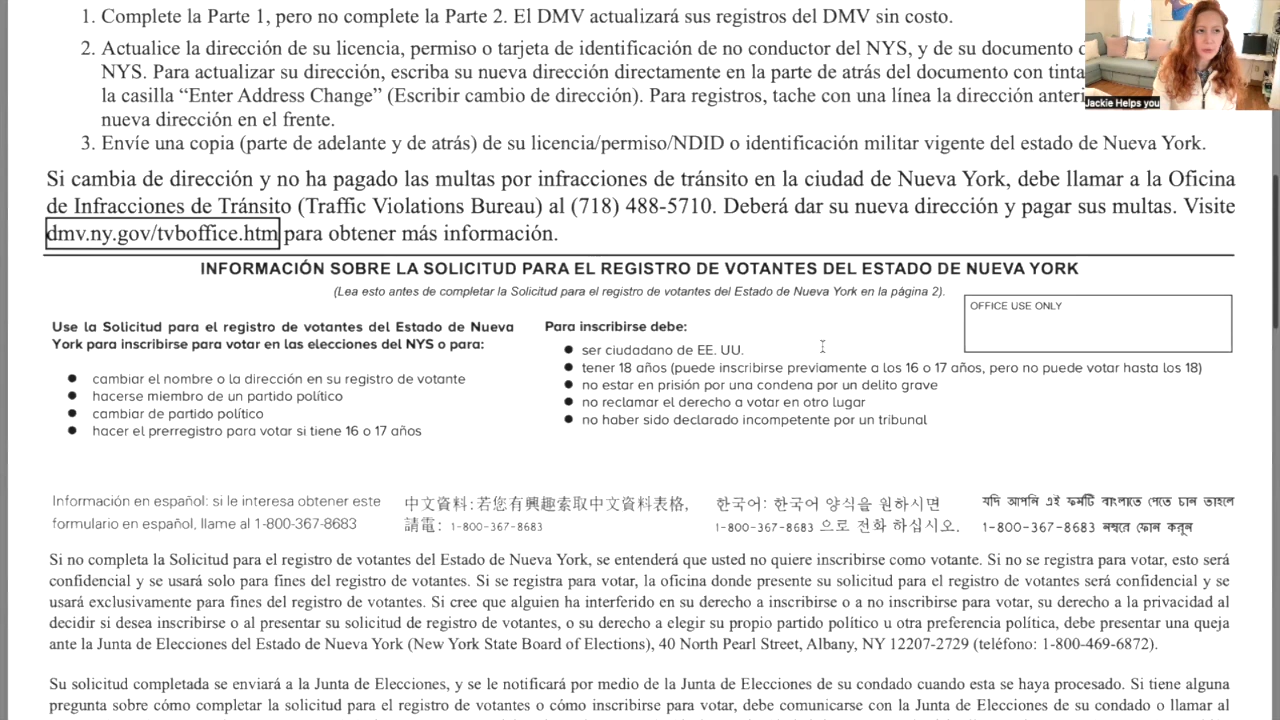 1. Complete la Parte 1, pero no complete la Parte 2. El DMV actualizará sus registros del DMV sin costo.
2. Actualice la dirección de su licencia, permiso o tarjeta de identificación de no conductor del NYS, y de su documento
NYS. Para actualizar su dirección, escriba su nueva dirección directamente en la parte de atrás del documento con tinta
la casilla “Enter Address Change” (Escribir cambio de dirección). Para registros, tache con una línea la dirección
nueva dirección en el frente.
Jackie Helps you
3. Envíe una copia (parte de adelante y de atrás) de su licencia/permiso/NDID o identificación militar vigente del estado de Nueva York.
Si cambia de dirección y no ha pagado las multas por infracciones de tránsito en la ciudad de Nueva York, debe llamar a la Oficina
de Infracciones de Tránsito (Traffic Violations Bureau) al (718) 488-5710. Deberá dar su nueva dirección y pagar sus multas. Visite
dmv.ny.gov/tvboffice.htm para obtener más información.
INFORMACIÓN SOBRE LA SOLICITUD PARA EL REGISTRO DE VOTANTES DEL ESTADO DE NUEVA YORK
(Lea esto antes de completar la Solicitud para el registro de votantes del Estado de Nueva York en la página 2).
OFFICE USE ONLY
Use la Solicitud para el registro de votantes del Estado de Nueva
York para inscribirse para votar en las elecciones del NYS o para:
● cambiar el nombre o la dirección en su registro de votante
● hacerse miembro de un partido político
● cambiar de partido político
● hacer el prerregistro para votar si tiene 16 o 17 años
Para inscribirse debe:
● ser ciudadano de EE. UU.
● tener 18 años (puede inscribirse previamente a los 16 o 17 años, pero no puede votar hasta los 18)
● no estar en prisión por una condena por un delito grave
● no reclamar el derecho a votar en otro lugar
● no haber sido declarado incompetente por un tribunal
Información en español: si le interesa obtener este
formulario en español, llame al 1-800-367-8683
中文資料:若您有興趣索取中文資料表格,
請電: 1-800-367-8683
한국어: 한국어 양식을 원하시면
1-800-367-8683 으로 전화 하십시오.
যদি আপনি এই ফর্মটি বাংলাতে পেতে চান তাহলে
1-800-367-8683 নম্বরে ফোন করুন
Si no completa la Solicitud para el registro de votantes del Estado de Nueva York, se entenderá que usted no quiere inscribirse como votante. Si no se registra para votar, esto será
confidencial y se usará solo para fines del registro de votantes. Si se registra para votar, la oficina donde presente su solicitud para el registro de votantes será confidencial y se
usará exclusivamente para fines del registro de votantes. Si cree que alguien ha interferido en su derecho a inscribirse o a no inscribirse para votar, su derecho a la privacidad al
decidir si desea inscribirse o al presentar su solicitud de registro de votantes, o su derecho a elegir su propio partido político u otra preferencia política, debe presentar una queja
ante la Junta de Elecciones del Estado de Nueva York (New York State Board of Elections), 40 North Pearl Street, Albany, NY 12207-2729 (teléfono: 1-800-469-6872).
Su solicitud completada se enviará a la Junta de Elecciones, y se le notificará por medio de la Junta de Elecciones de su condado cuando esta se haya procesado. Si tiene alguna
pregunta sobre cómo completar la solicitud para el registro de votantes o cómo inscribirse para votar, debe comunicarse con la Junta de Elecciones de su condado o llamar al